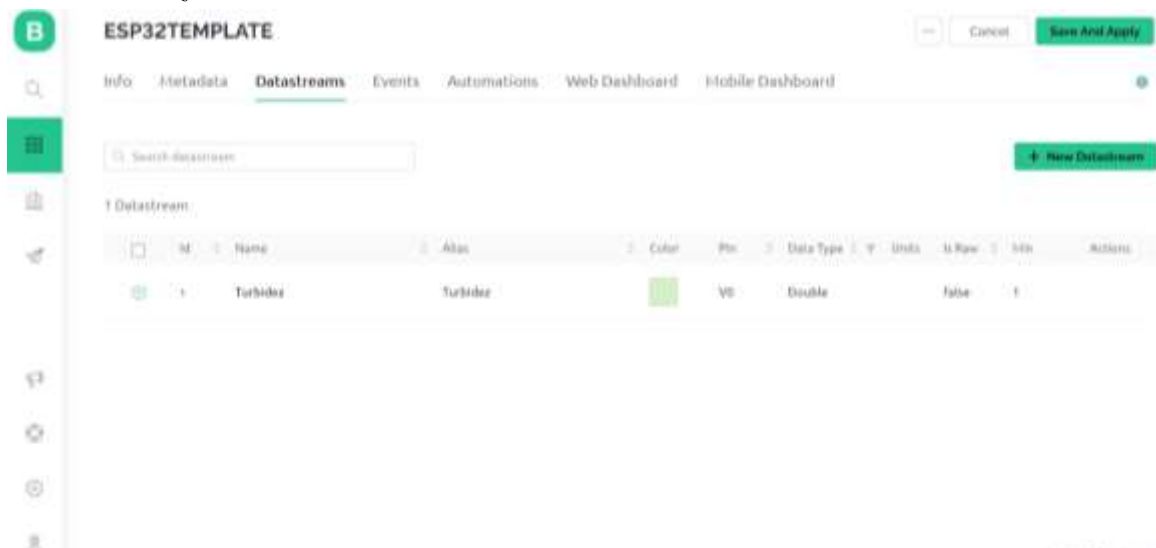 B
ESP32TEMPLATE
... Cancel Save And Apply
Info Metadata Datastreams Events Automations Web Dashboard Mobile Dashboard
Search datastream
+ New Datastream
1 Datastream
Id Name Alias Color Pin Data Type Units Is Raw Min Actions
1 Turbidez Turbidez V0 Double false 1